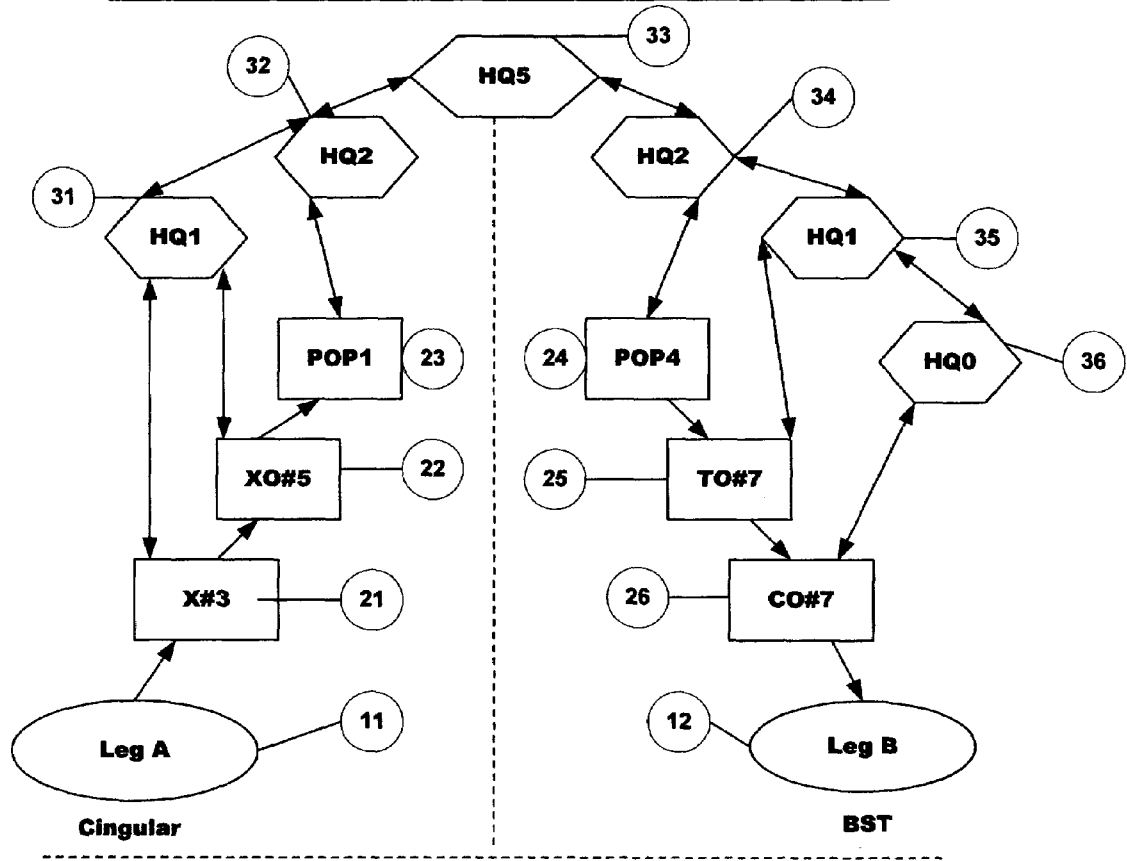 33
32
HQ5
34
HQ2
HQ2
31
HQ1
HQ1
35
POP1
23
24
POP4
HQ0
36
XO#5
22
25
TO#7
X#3
21
26
CO#7
11
12
Leg A
Leg B
Cingular
BST